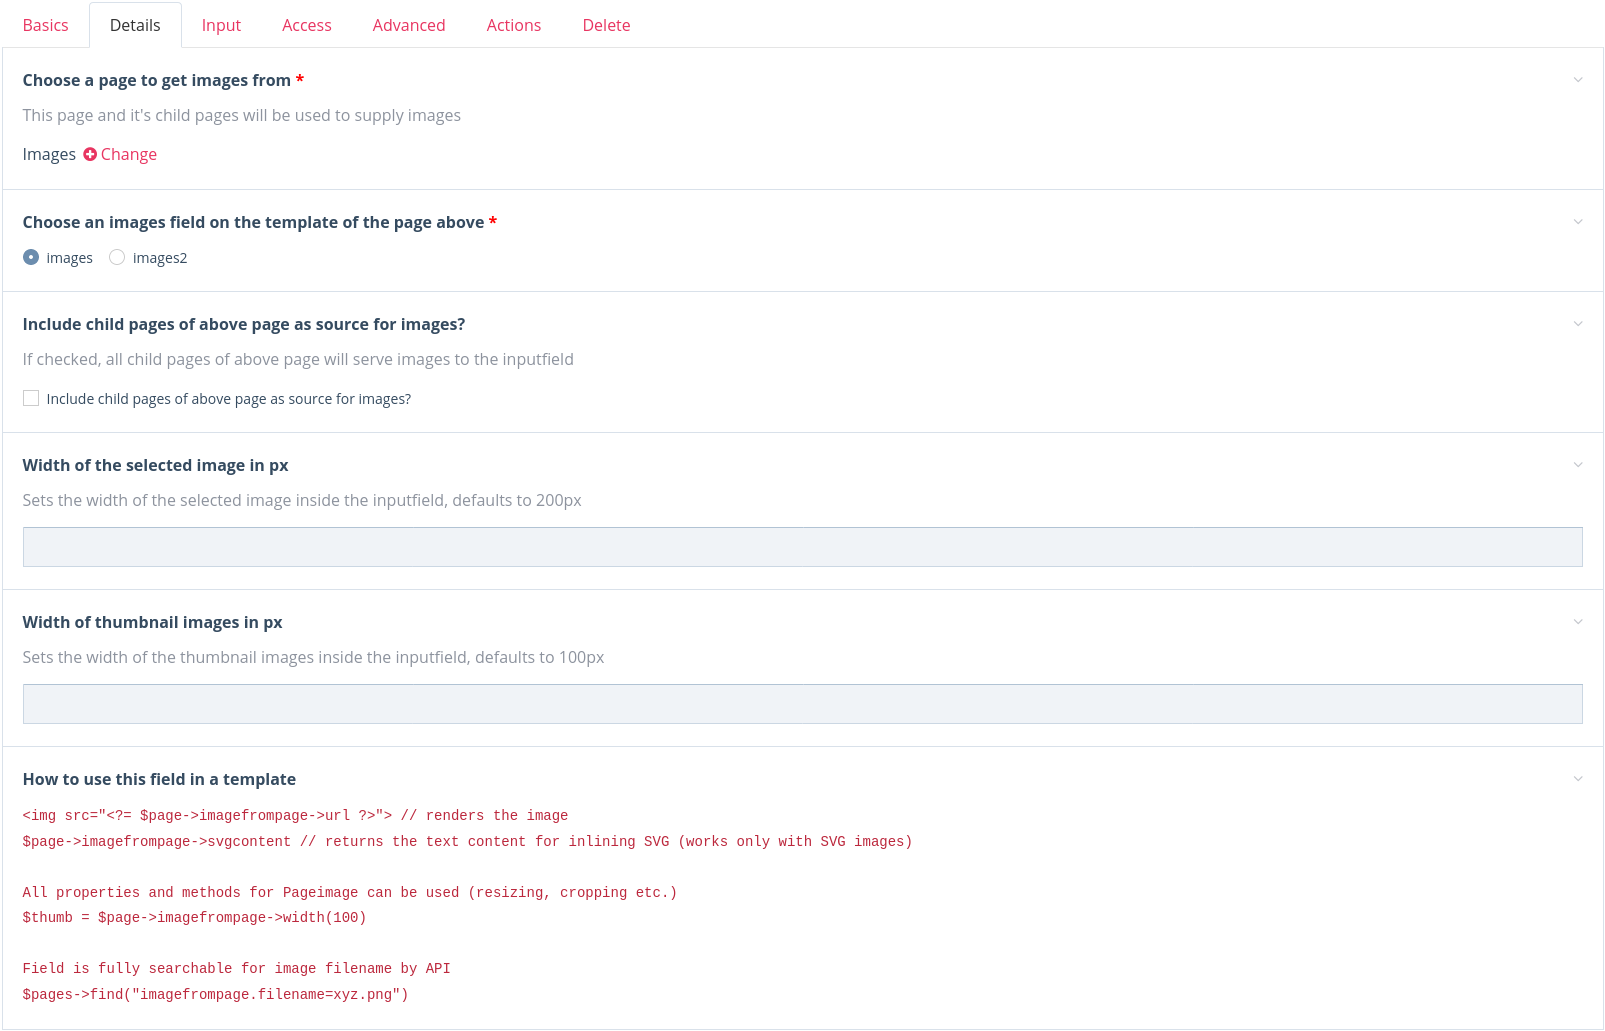 Basics Details Input Access Advanced Actions Delete
Choose a page to get images from *
This page and it's child pages will be used to supply images
Images Change
Choose an images field on the template of the page above *
images images2
Include child pages of above page as source for images?
If checked, all child pages of above page will serve images to the inputfield
Include child pages of above page as source for images?
Width of the selected image in px
Sets the width of the selected image inside the inputfield, defaults to 200px
Width of thumbnail images in px
Sets the width of the thumbnail images inside the inputfield, defaults to 100px
How to use this field in a template
<img src="<?= $page->imagefrompage->url ?>"> // renders the image
$page->imagefrompage->svgcontent // returns the text content for inlining SVG (works only with SVG images)
All properties and methods for Pageimage can be used (resizing, cropping etc.)
$thumb = $page->imagefrompage->width(100)
Field is fully searchable for image filename by API
$pages->find("imagefrompage.filename=xyz.png")